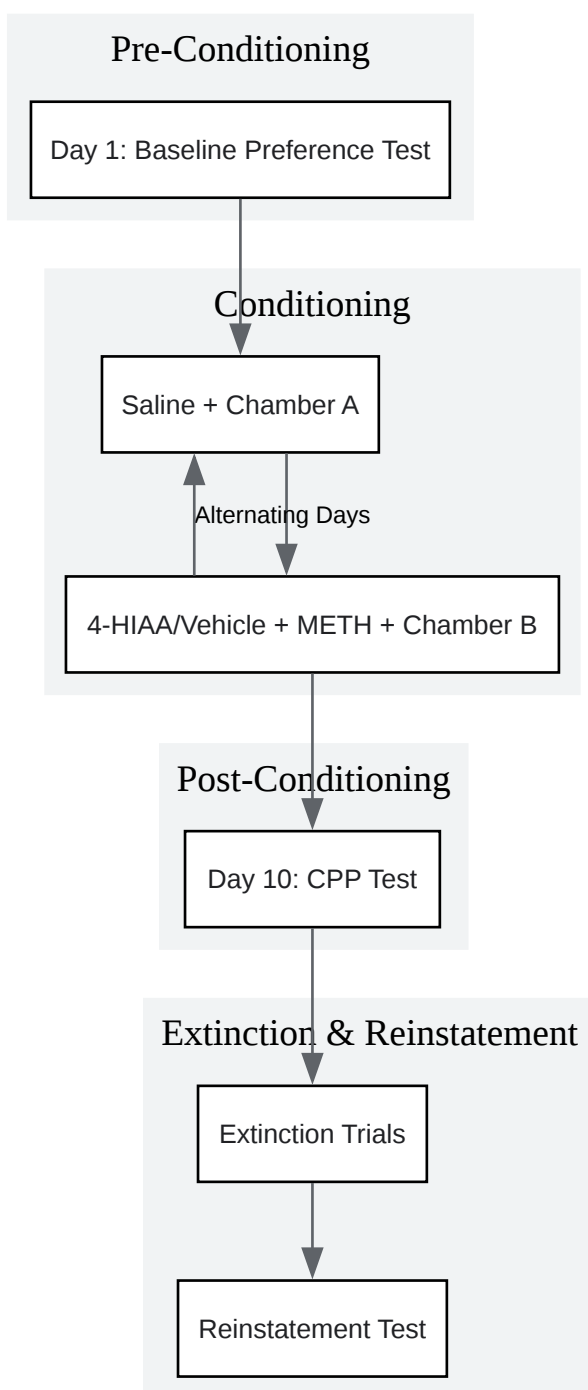 Pre-Conditioning
Day 1: Baseline Preference Test
Conditioning
Saline + Chamber A
Alternating Days
4-HIAA/Vehicle + METH + Chamber B
Post-Conditioning
Day 10: CPP Test
Extinction & Reinstatement
Extinction Trials
Reinstatement Test